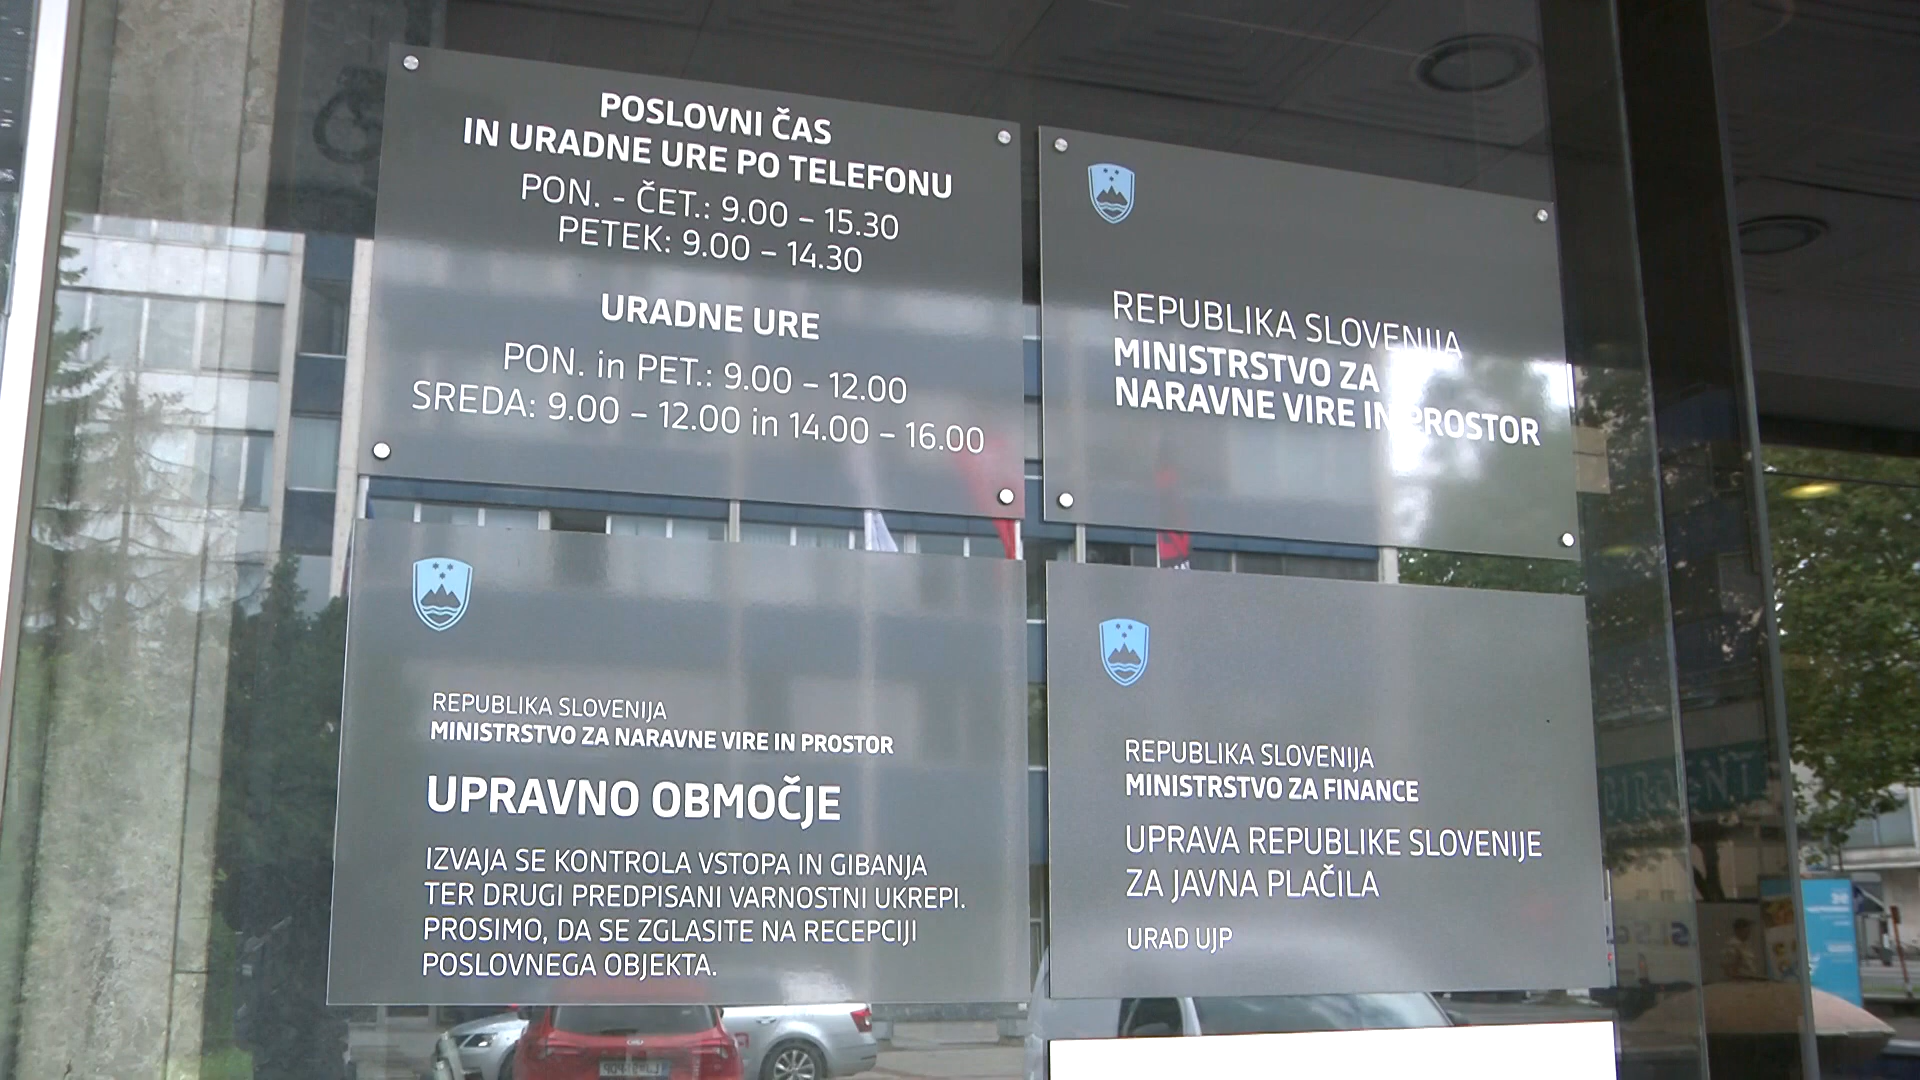 POSLOVNI ČAS
IN URADNE URE PO TELEFONU
PON. - ČET.: 9.00 – 15.30
PETEK: 9.00 – 14.30
URADNE URE
PON. in PET.: 9.00 – 12.00
SREDA: 9.00 – 12.00 in 14.00 – 16.00
REPUBLIKA SLOVENIJA
MINISTRSTVO ZA
NARAVNE VIRE IN PROSTOR
REPUBLIKA SLOVENIJA
MINISTRSTVO ZA NARAVNE VIRE IN PROSTOR
UPRAVNO OBMOČJE
IZVAJA SE KONTROLA VSTOPA IN GIBANJA
TER DRUGI PREDPISANI VARNOSTNI UKREPI.
PROSIMO, DA SE ZGLASITE NA RECEPCIJI
POSLOVNEGA OBJEKTA.
REPUBLIKA SLOVENIJA
MINISTRSTVO ZA FINANCE
UPRAVA REPUBLIKE SLOVENIJE
ZA JAVNA PLAČILA
URAD UJP